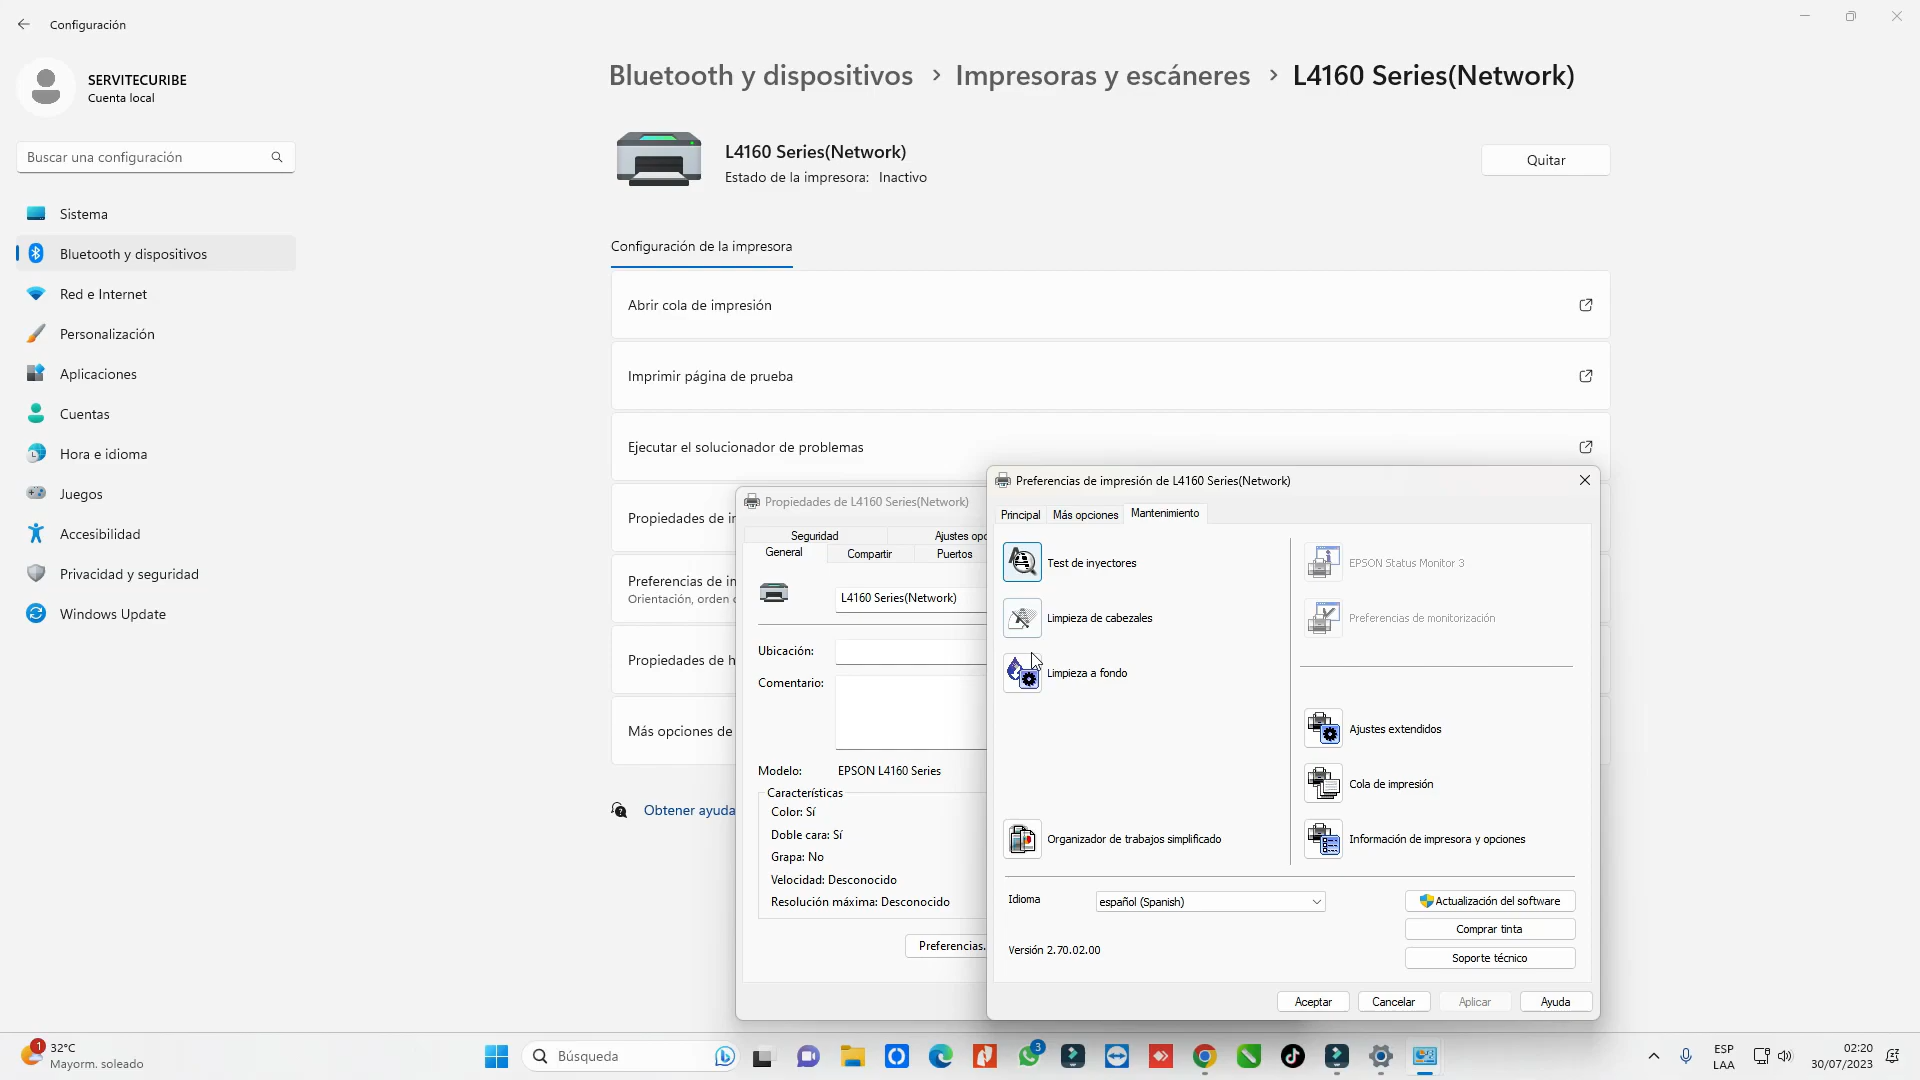 Configuración
SERVITECURIBE
Cuenta local
Buscar una configuración
Sistema
Bluetooth y dispositivos
Red e Internet
Personalización
Aplicaciones
Cuentas
Hora e idioma
Juegos
Accesibilidad
Privacidad y seguridad
Windows Update
Bluetooth y dispositivos > Impresoras y escáneres > L4160 Series(Network)
L4160 Series(Network)
Estado de la impresora: Inactivo
Quitar
Configuración de la impresora
Abrir cola de impresión
Imprimir página de prueba
Ejecutar el solucionador de problemas
Propiedades de i
Preferencias de i
Orientación, orden
Propiedades de h
Más opciones de
Obtener ayuda
Propiedades de L4160 Series(Network)
Seguridad
Ajustes opc
General
Compartir
Puertos
L4160 Series(Network)
Ubicación:
Comentario:
Modelo: EPSON L4160 Series
Características
Color: Sí
Doble cara: Sí
Grapa: No
Velocidad: Desconocido
Resolución máxima: Desconocido
Preferencias.
Preferencias de impresión de L4160 Series(Network)
Principal
Más opciones
Mantenimiento
Test de inyectores
Limpieza de cabezales
Limpieza a fondo
Organizador de trabajos simplificado
EPSON Status Monitor 3
Preferencias de monitorización
Ajustes extendidos
Cola de impresión
Información de impresora y opciones
Idioma
español (Spanish)
Versión 2.70.02.00
Actualización del software
Comprar tinta
Soporte técnico
Aceptar
Cancelar
Aplicar
Ayuda
1
32°C
Mayorm. soleado
Búsqueda
3
ESP
LAA
02:20
30/07/2023